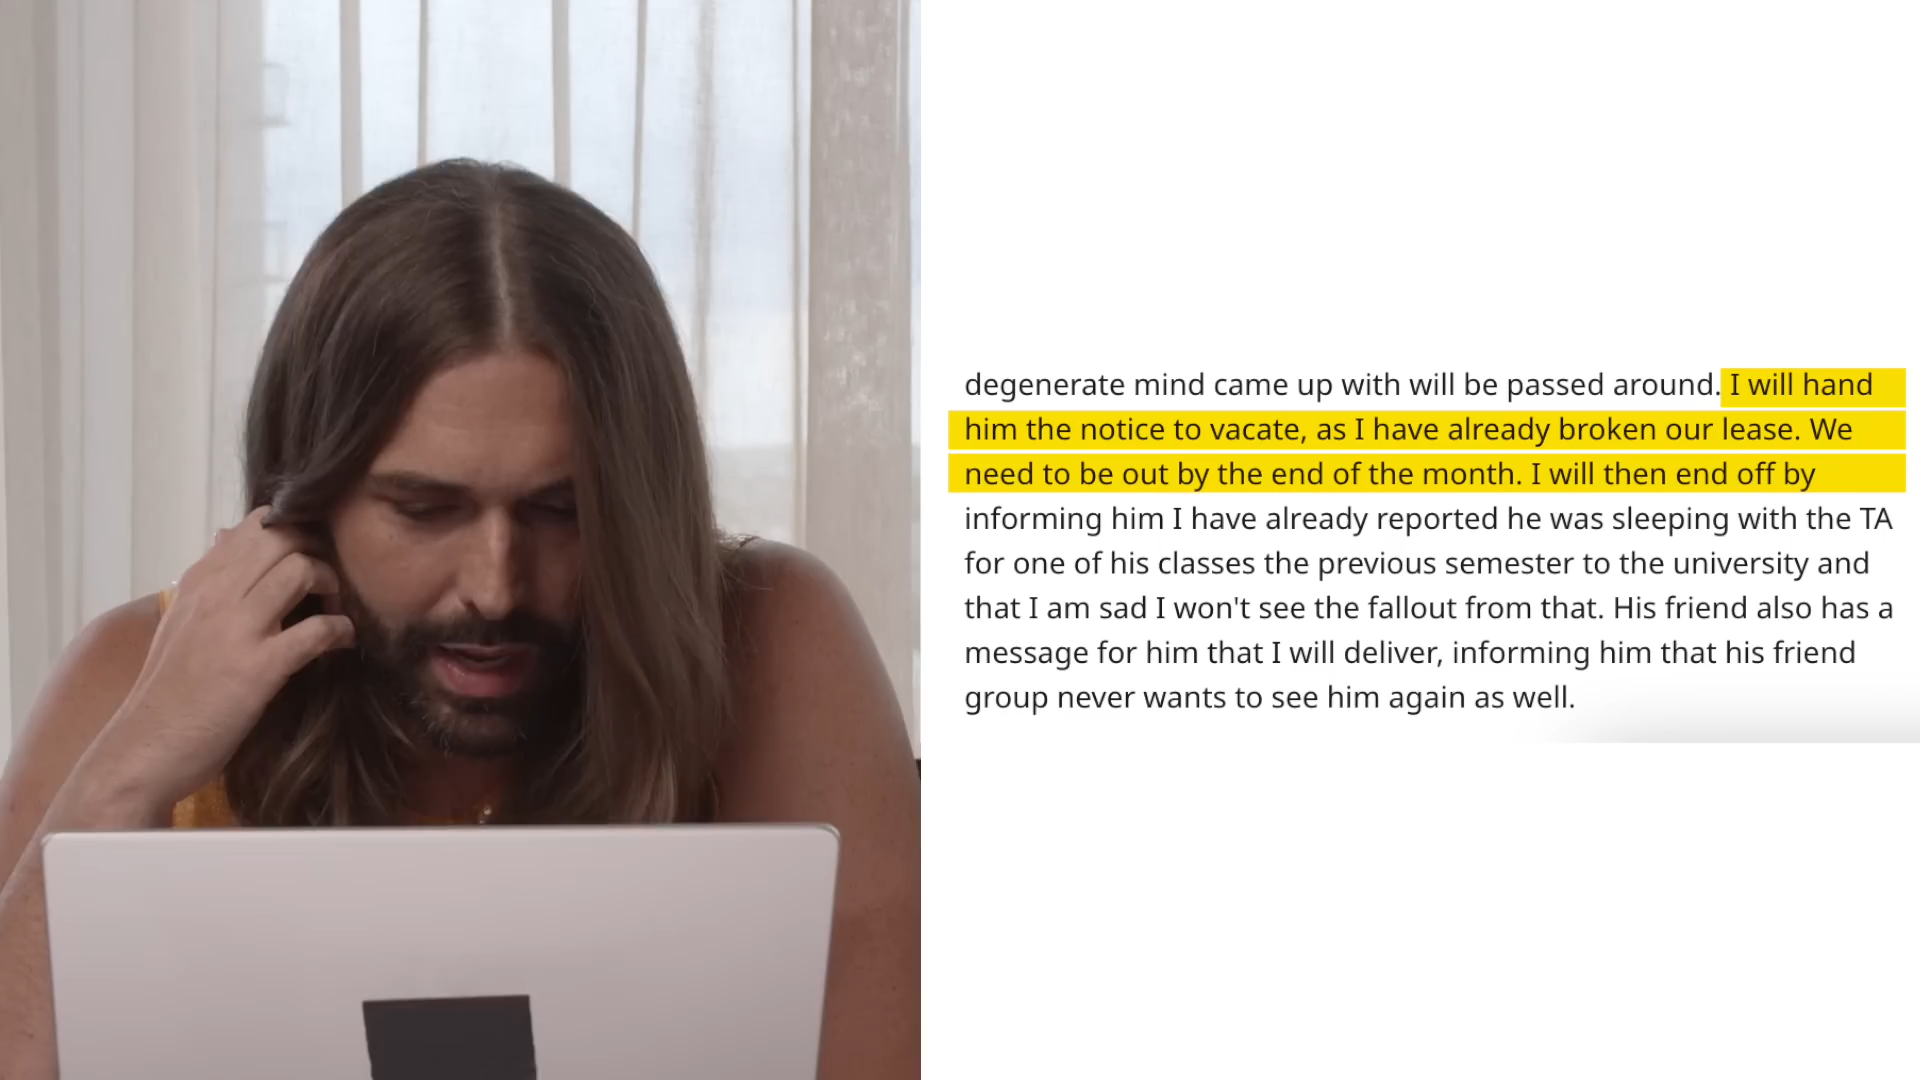 degenerate mind came up with will be passed around. I will hand
him the notice to vacate, as I have already broken our lease. We
need to be out by the end of the month. I will then end off by
informing him I have already reported he was sleeping with the TA
for one of his classes the previous semester to the university and
that I am sad I won't see the fallout from that. His friend also has a
message for him that I will deliver, informing him that his friend
group never wants to see him again as well.